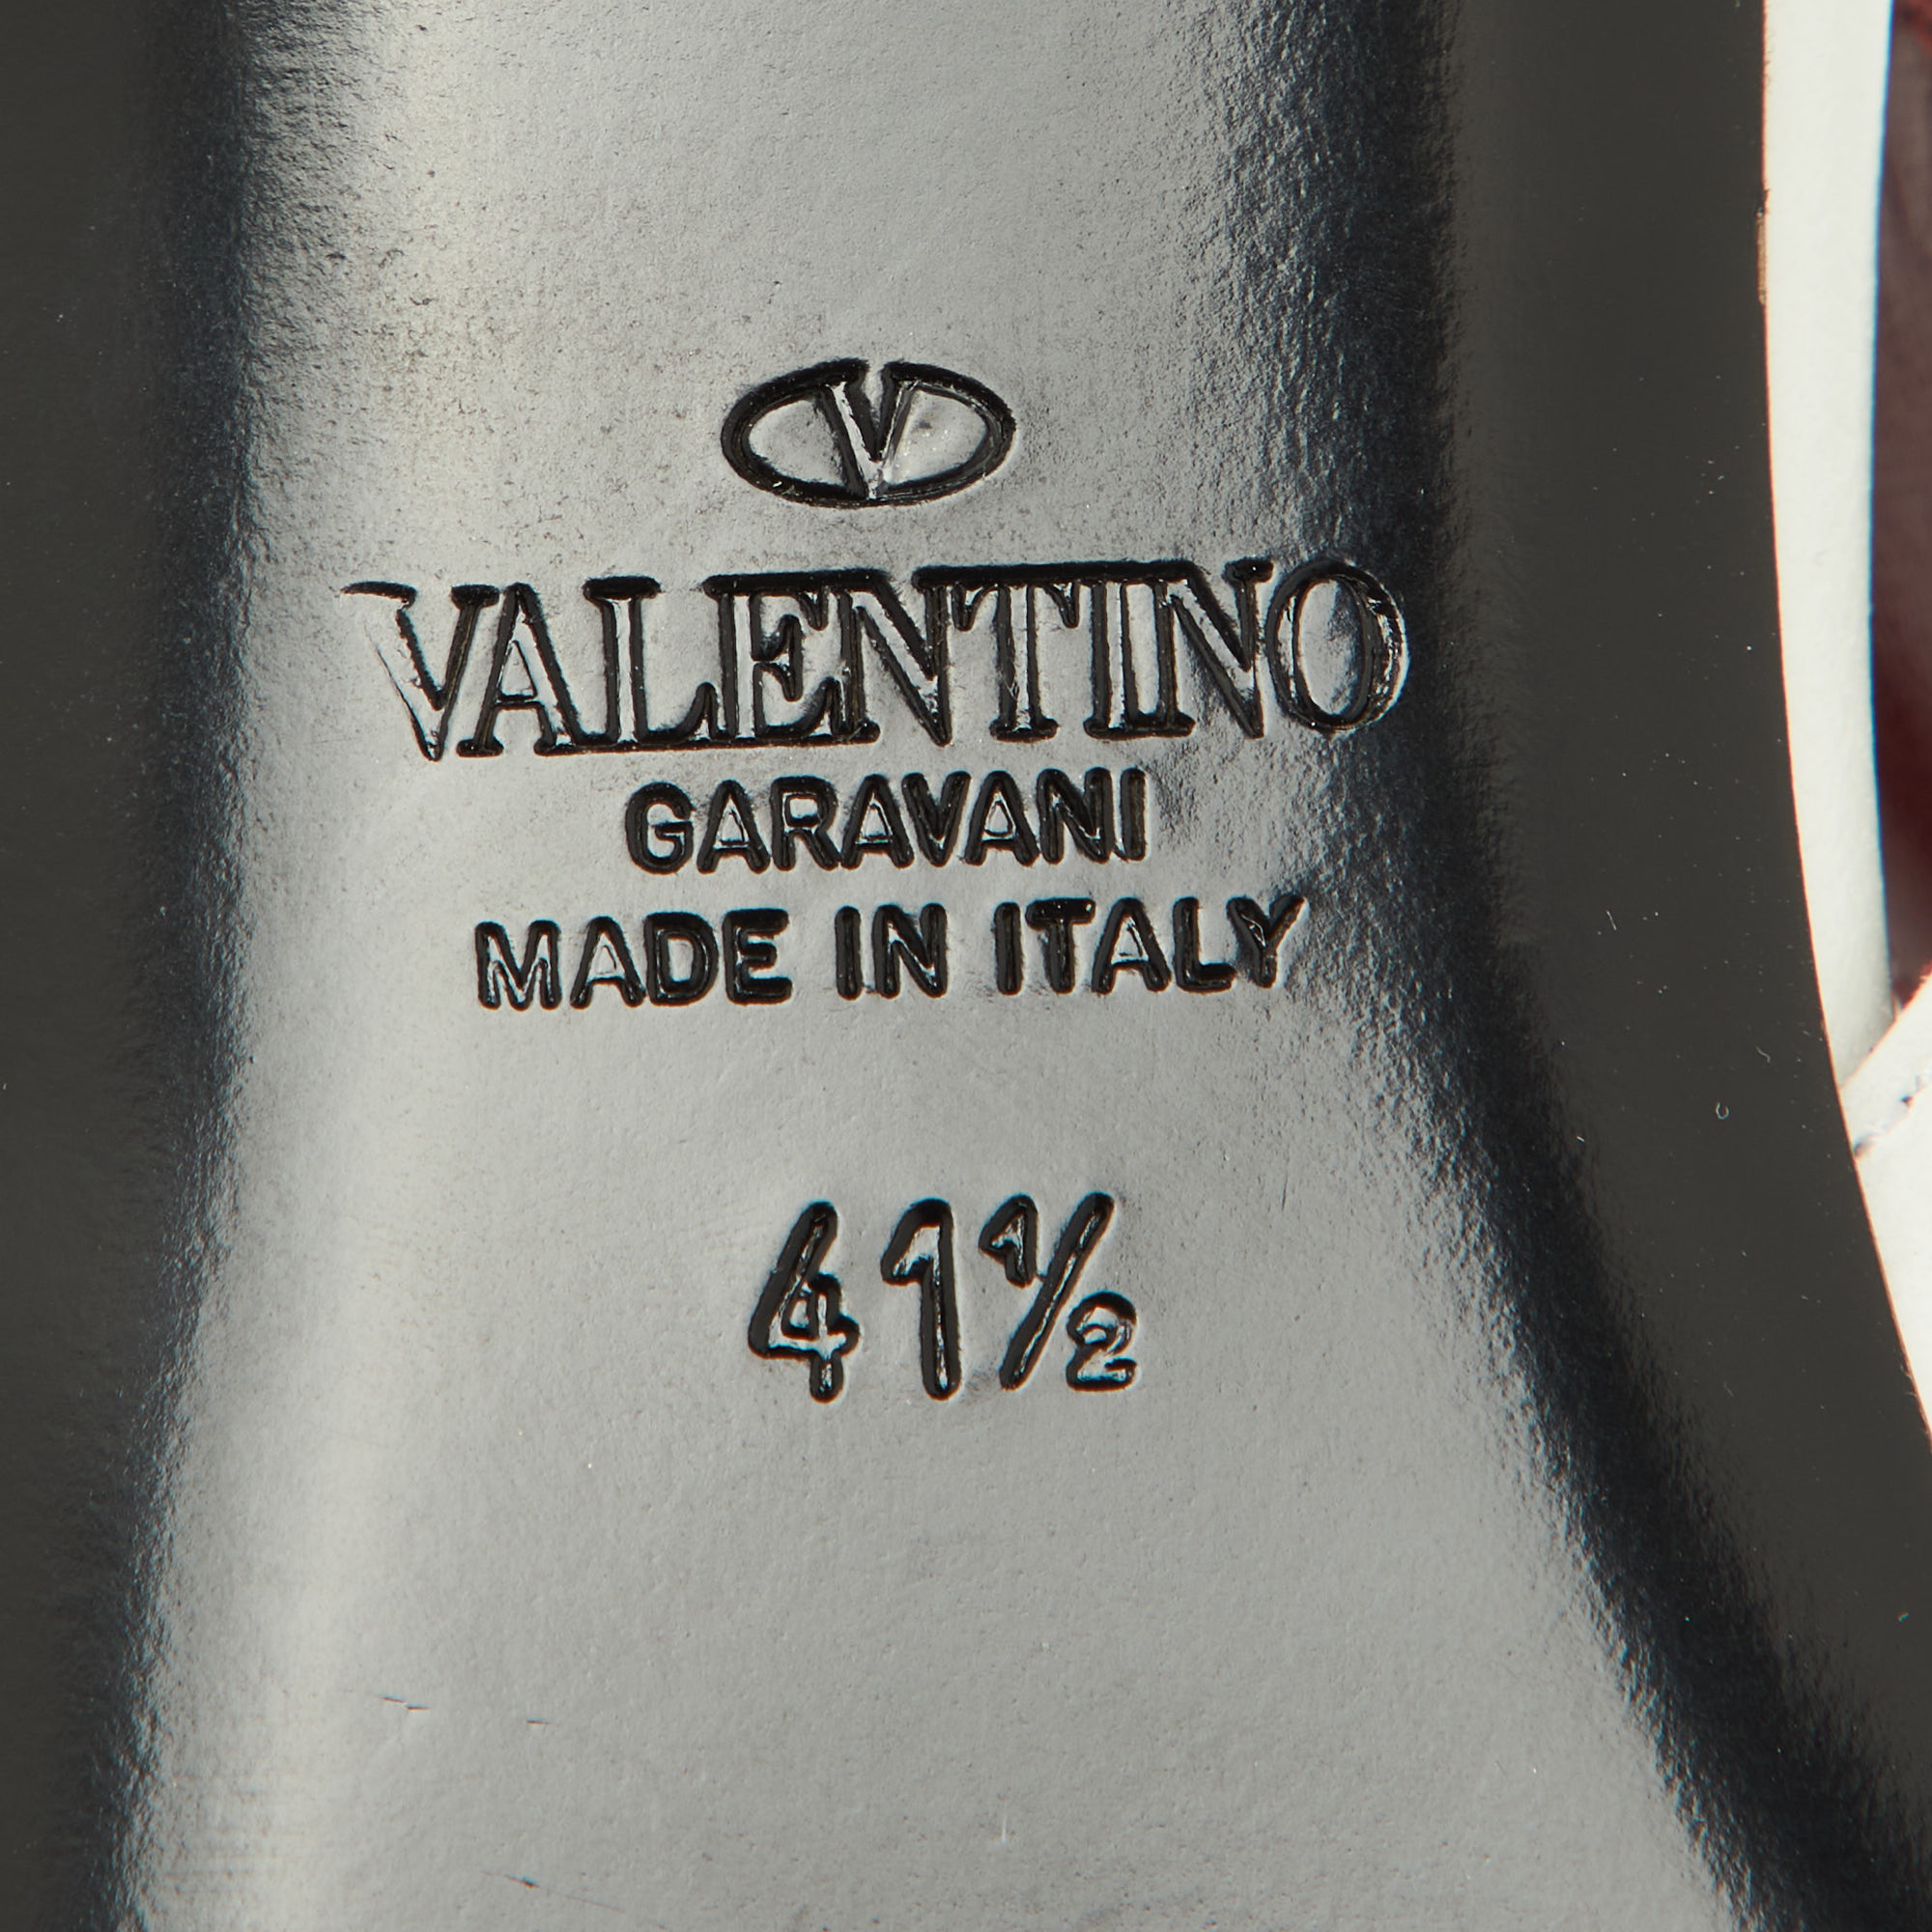 V
VALENTINO
GARAVANI
MADE IN ITALY
41½